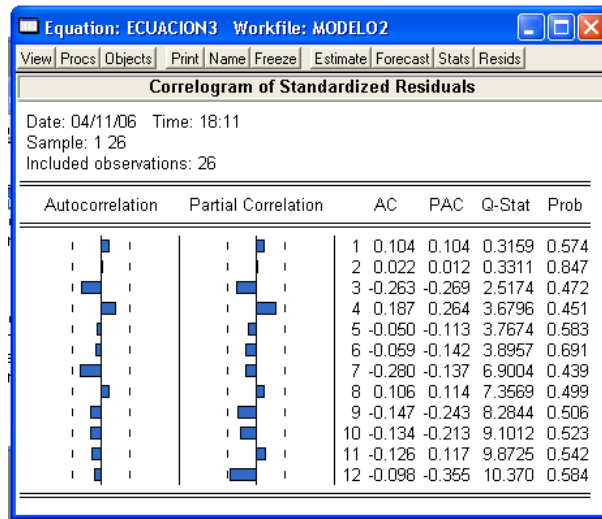 Equation: ECUACION3 Workfile: MODELO2
View Procs Objects Print Name Freeze Estimate Forecast Stats Resids
Correlogram of Standardized Residuals
Date: 04/11/06 Time: 18:11
Sample: 1 26
Included observations: 26
Autocorrelation Partial Correlation AC PAC Q-Stat Prob
1 0.104 0.104 0.3159 0.574
2 0.022 0.012 0.3311 0.847
3 -0.263 -0.269 2.5174 0.472
4 0.187 0.264 3.6796 0.451
5 -0.050 -0.113 3.7674 0.583
6 -0.059 -0.142 3.8957 0.691
7 -0.280 -0.137 6.9004 0.439
8 0.106 0.114 7.3569 0.499
9 -0.147 -0.243 8.2844 0.506
10 -0.134 -0.213 9.1012 0.523
11 -0.126 0.117 9.8725 0.542
12 -0.098 -0.355 10.370 0.584